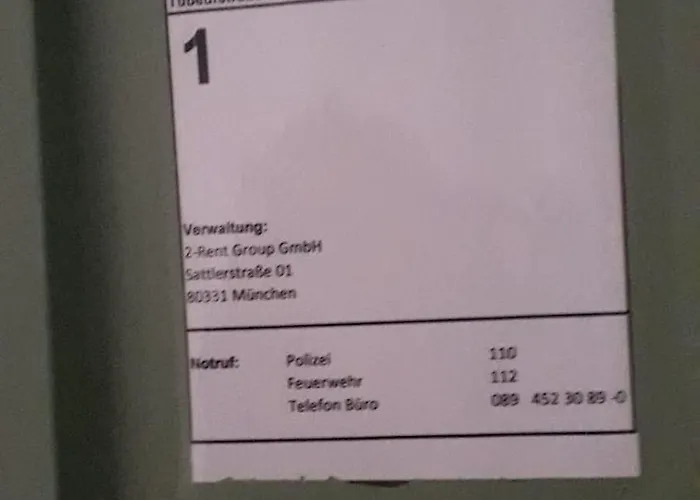 1
Verwaltung:
2-Rent Group GmbH
Sattlerstraße 01
80331 München
Notruf: Polizei 110
Feuerwehr 112
Telefon Büro 089 452 30 89 -0